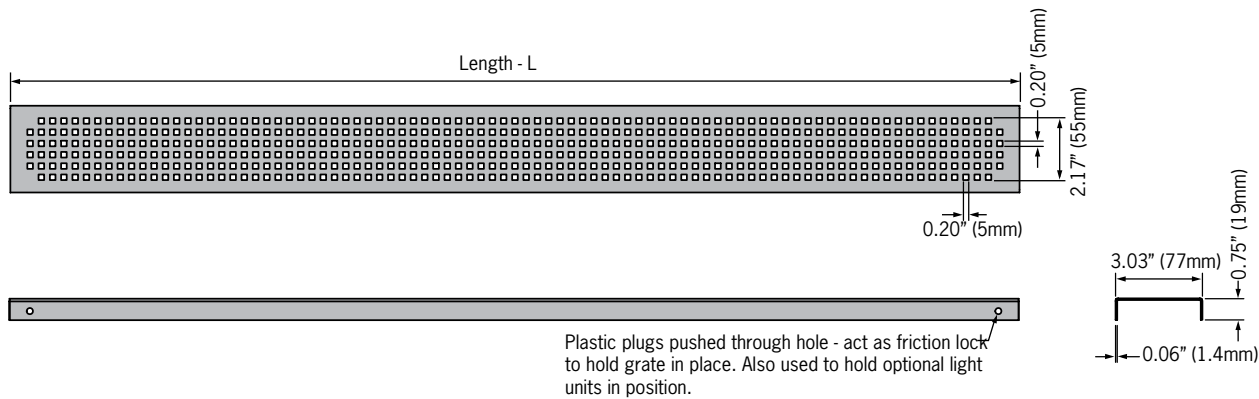 Length - L
0.20” (5mm)
2.17” (55mm)
0.20” (5mm)
3.03” (77mm)
0.75” (19mm)
0.06” (1.4mm)
Plastic plugs pushed through hole - act as friction lock
to hold grate in place. Also used to hold optional light
units in position.